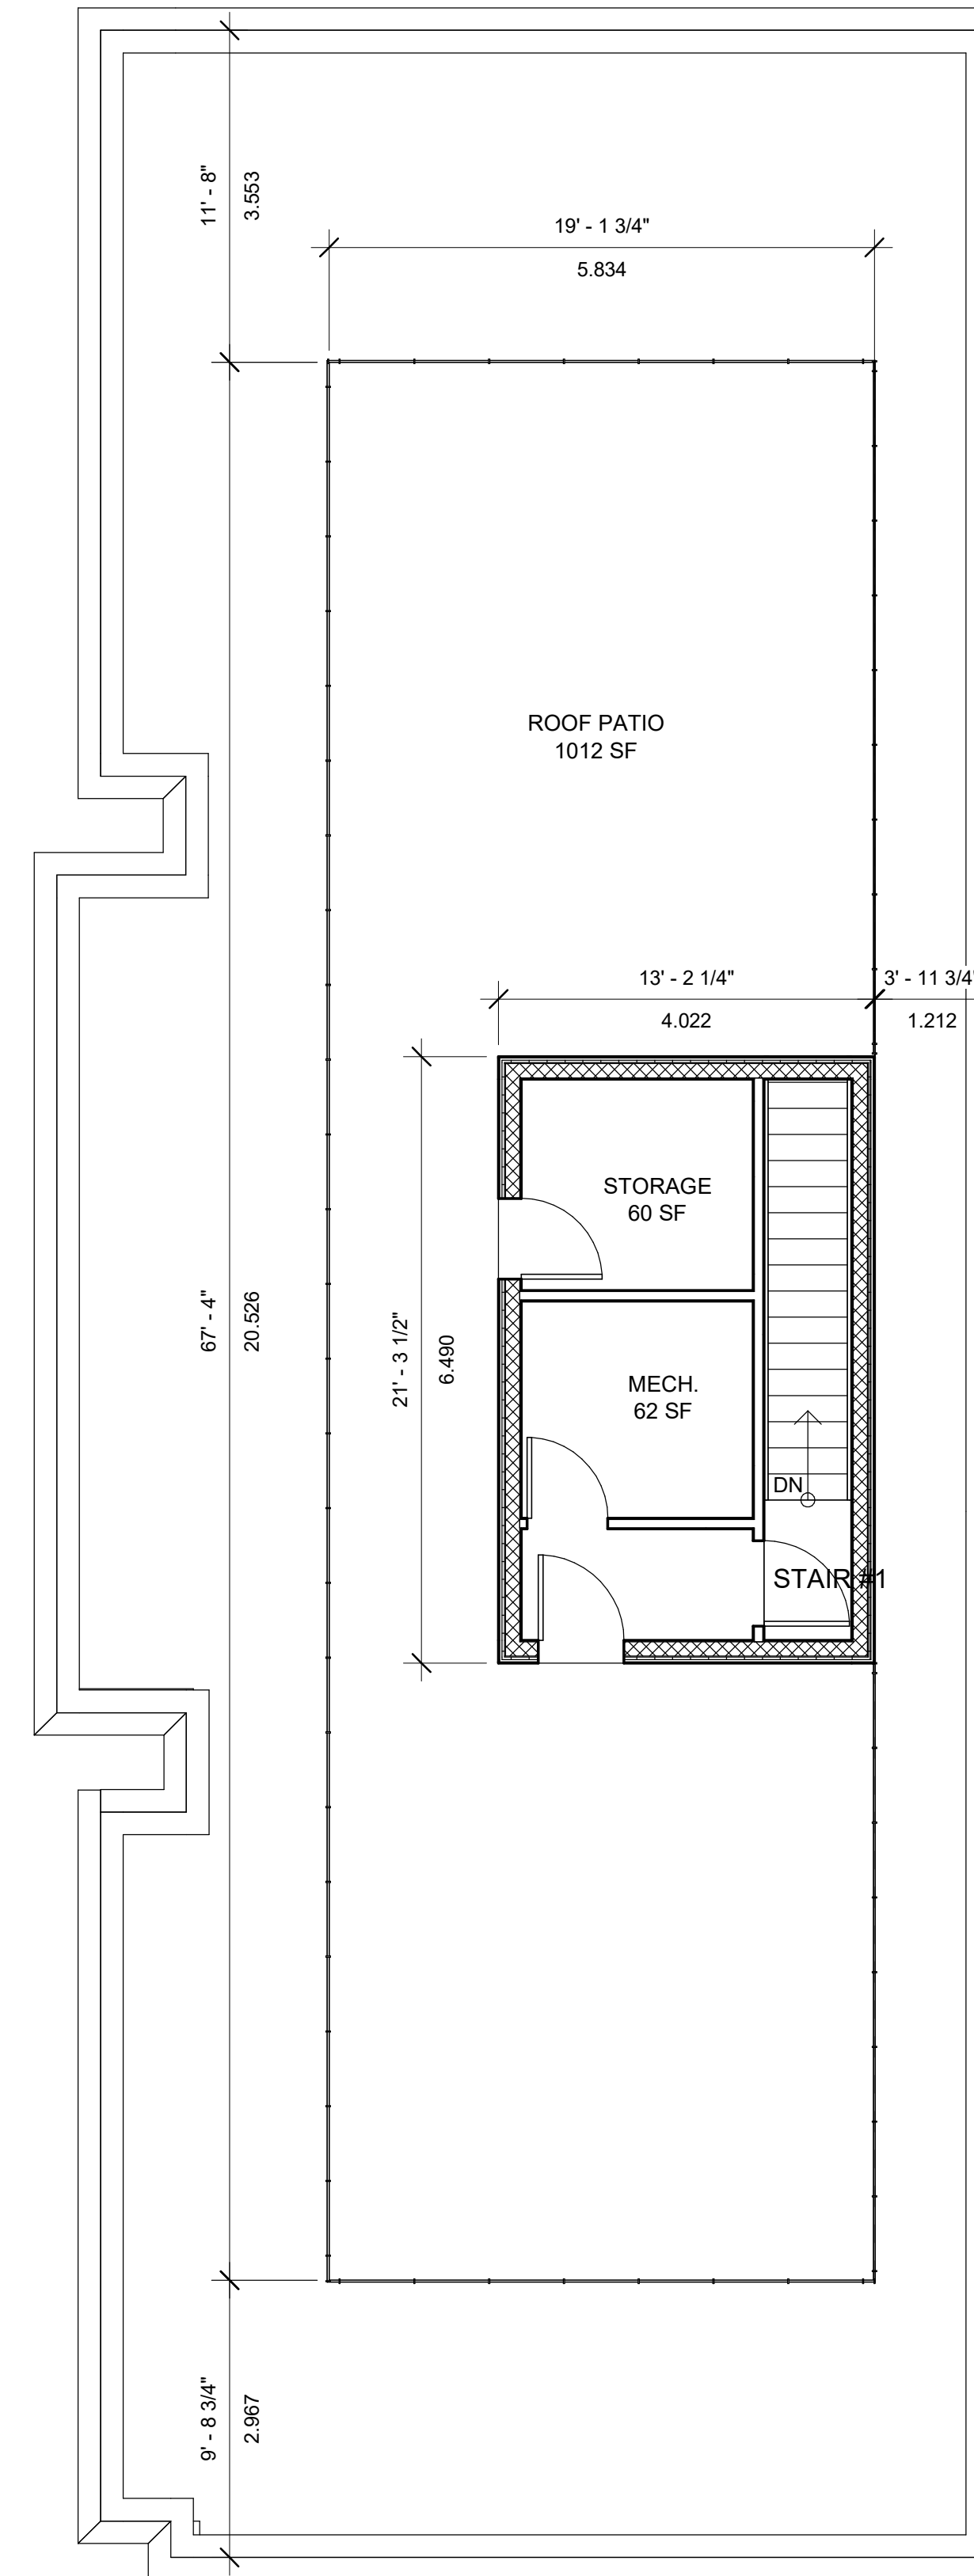 11' - 8"
3.553
19' - 1 3/4"
5.834
ROOF PATIO
1012 SF
13' - 2 1/4"
4.022
3' - 11 3/4"
1.212
STORAGE
60 SF
67' - 4"
20.526
21' - 3 1/2"
6.490
MECH.
62 SF
DN
STAIR #1
9' - 8 3/4"
2.967